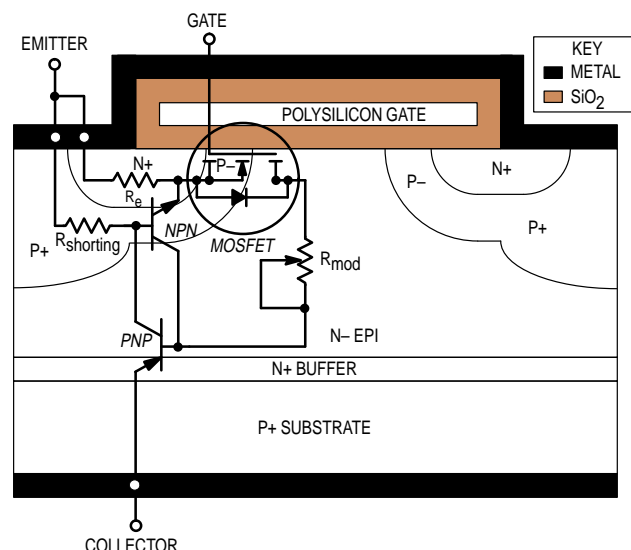 GATE
EMITTER
KEY
METAL
SiO2
POLYSILICON GATE
N+
P–
N+
P–
Re
NPN
MOSFET
Rshorting
P+
P+
Rmod
PNP
N– EPI
N+ BUFFER
P+ SUBSTRATE
COLLECTOR